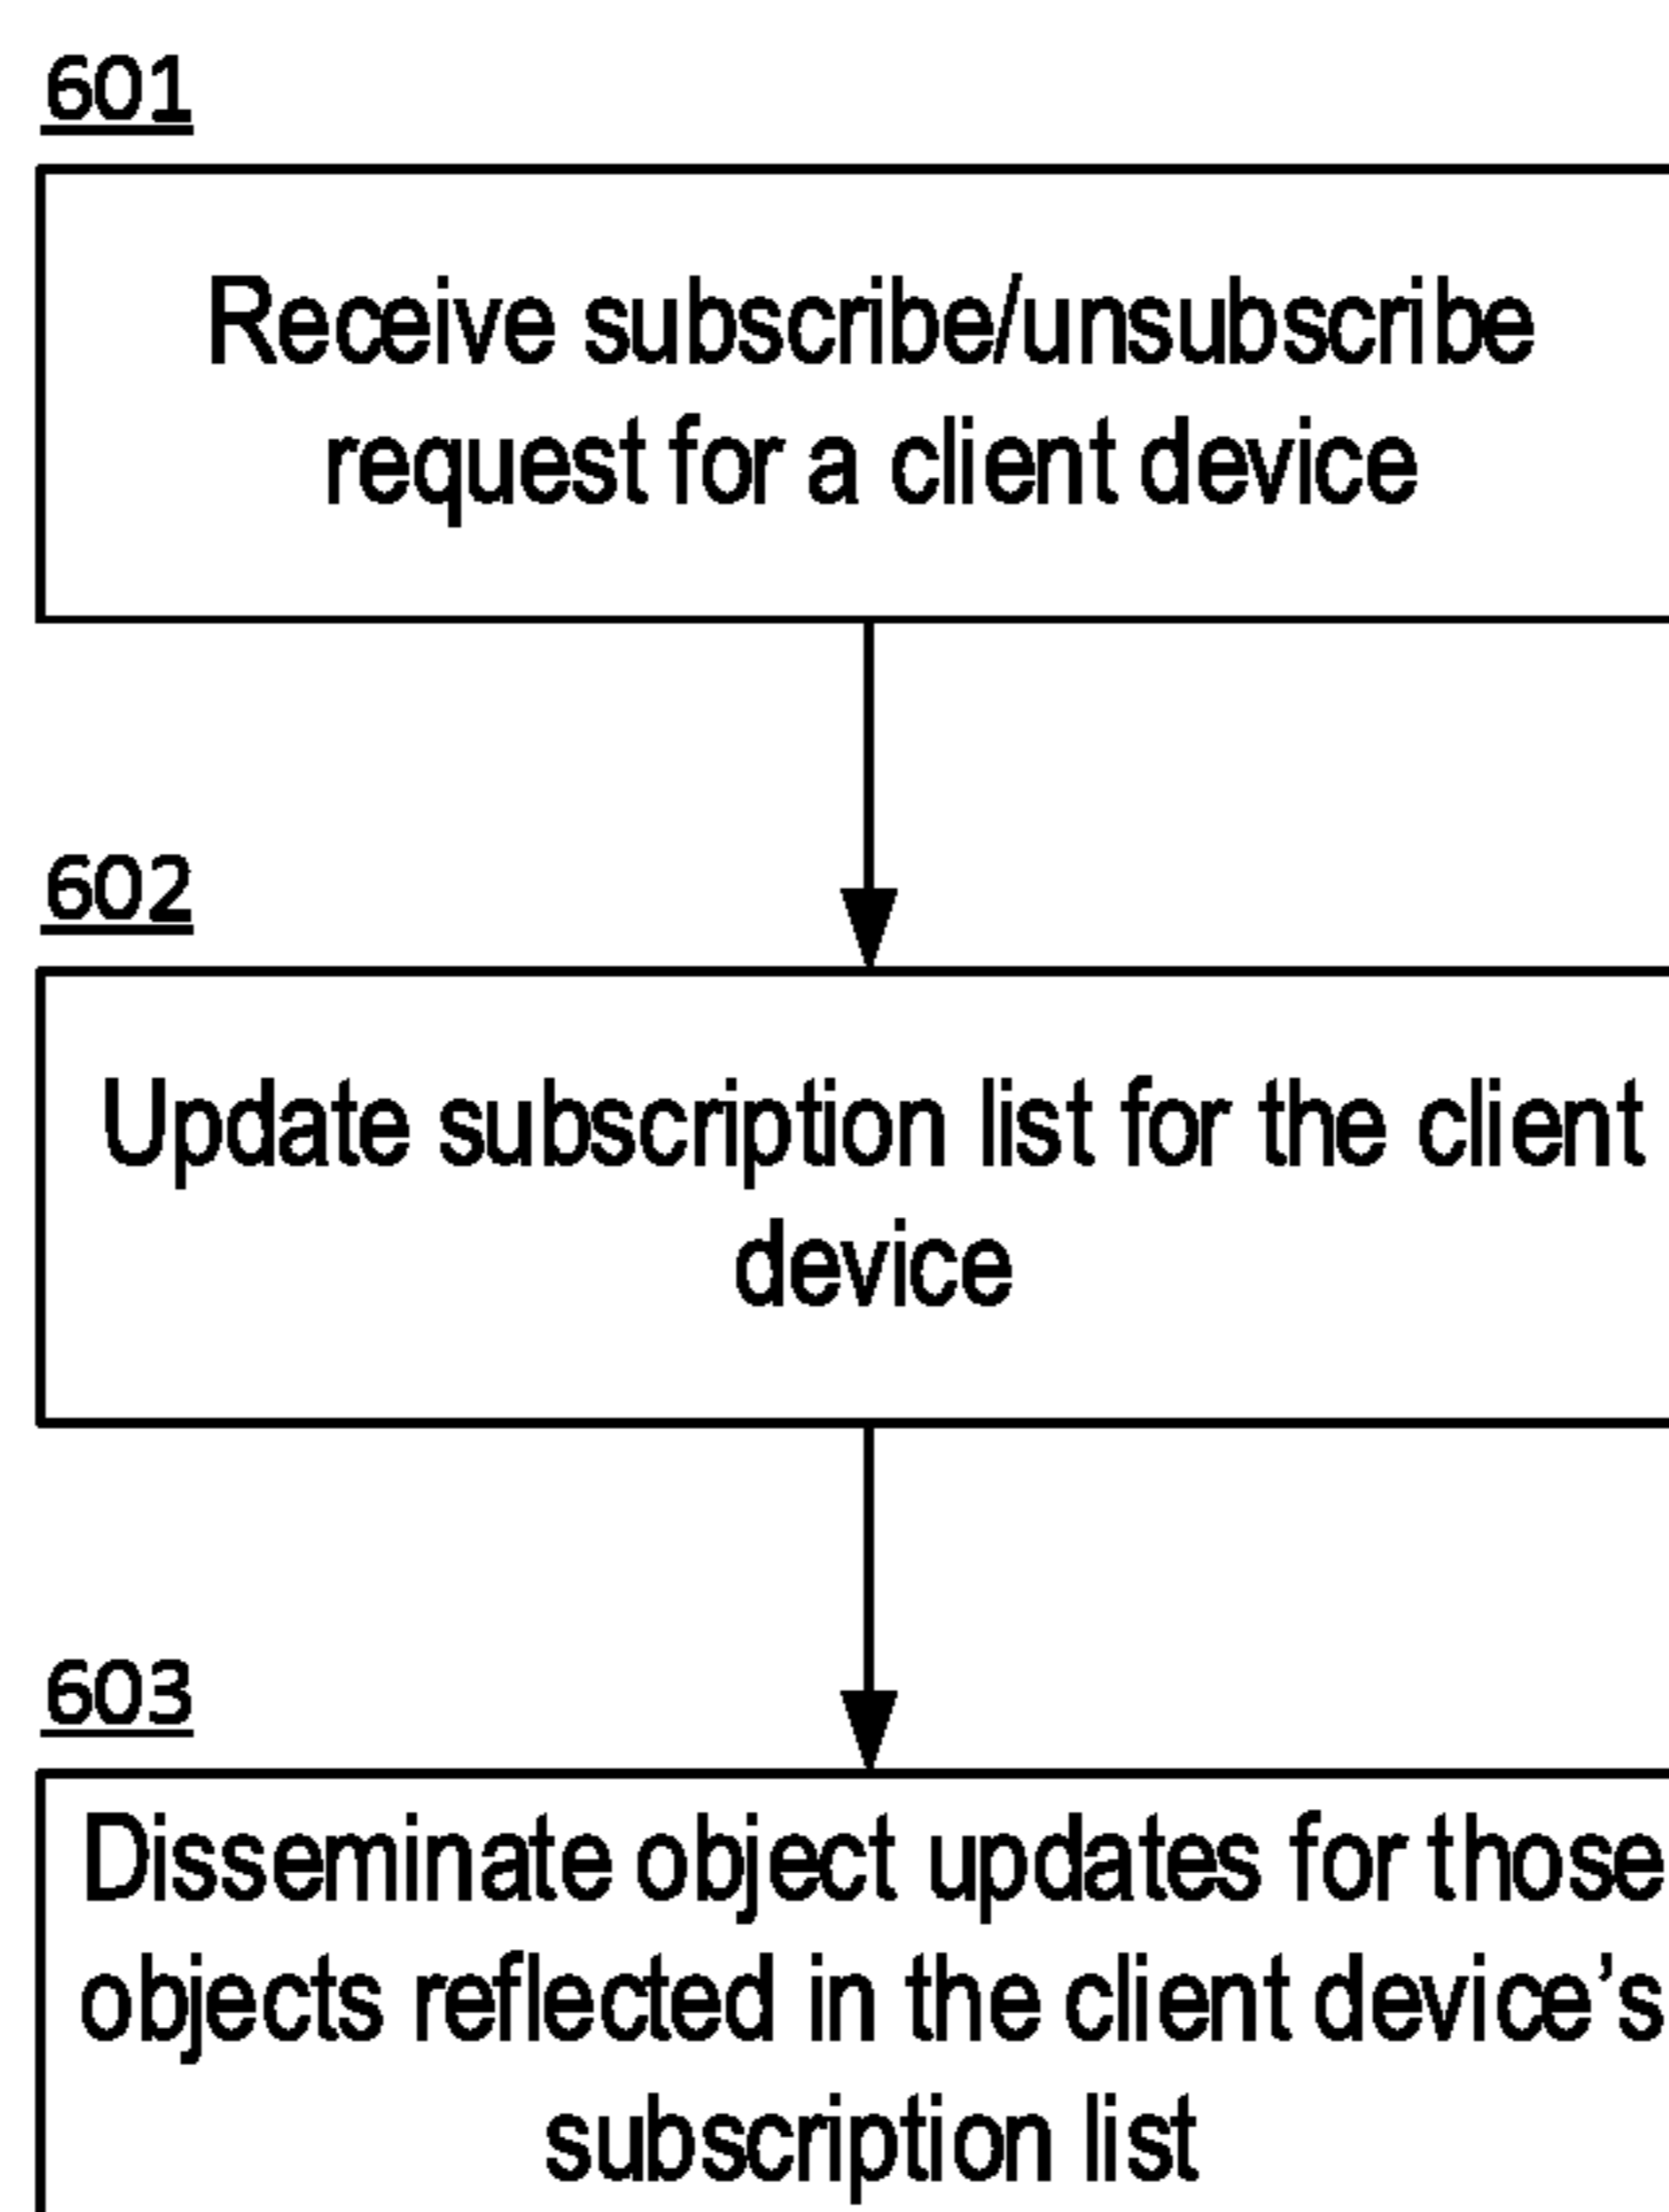 601
Receive subscribe/unsubscribe
request for a client device
602
Update subscription list for the client
device
603
Disseminate object updates for those
objects reflected in the client device’s
subscription list